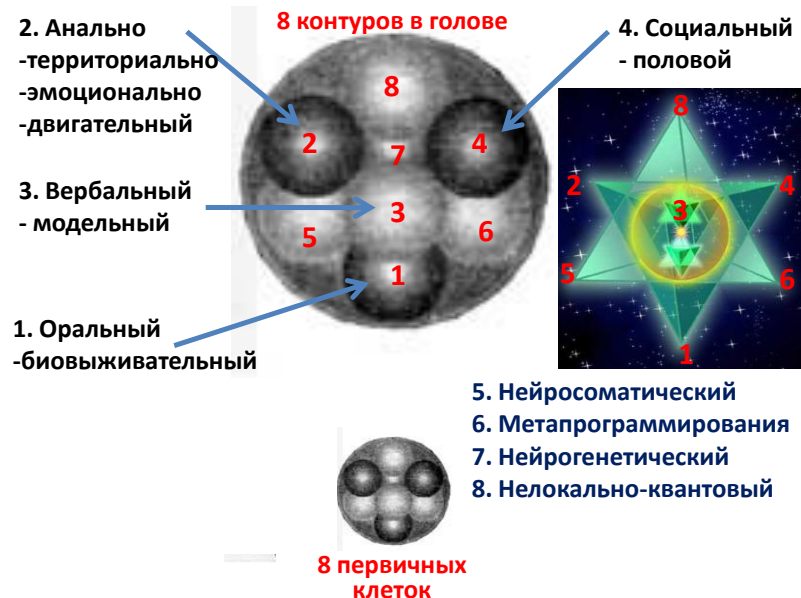 8 контуров в голове
2. Анально
-территориально
-эмоционально
-двигательный
4. Социальный
- половой
3. Вербальный
- модельный
1. Оральный
-биовыживательный
8
2
7
4
3
5
6
1
8
2
4
3
5
6
1
5. Нейросоматический
6. Метапрограммирования
7. Нейрогенетический
8. Нелокально-квантовый
8 первичных
клеток